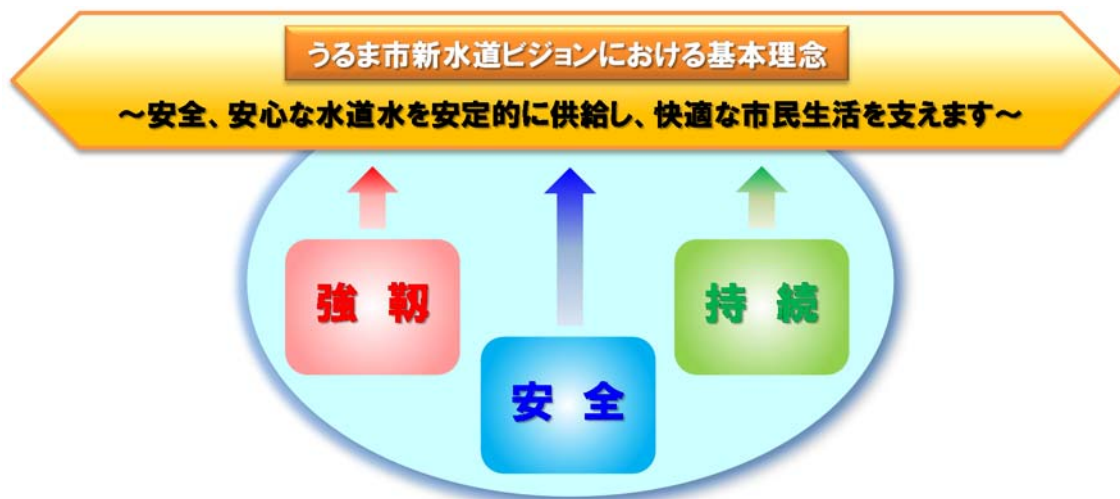 うるま市新水道ビジョンにおける基本理念
～安全、安心な水道水を安定的に供給し、快適な市民生活を支えます～
強 靱
持 続
安 全